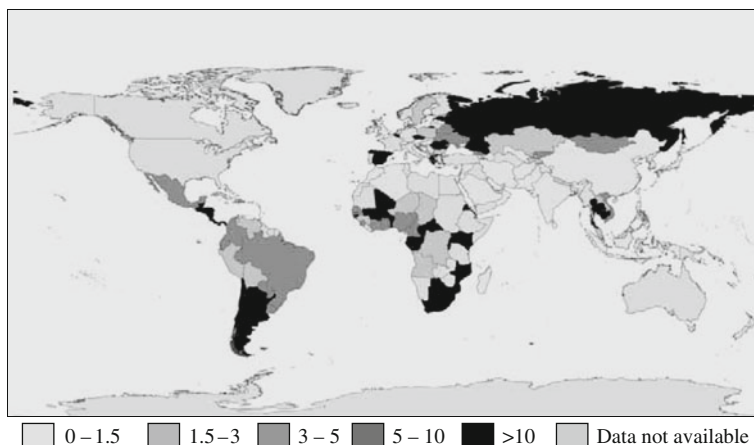 0 – 1.5 1.5 – 3 3 – 5 5 – 10 >10 Data not available